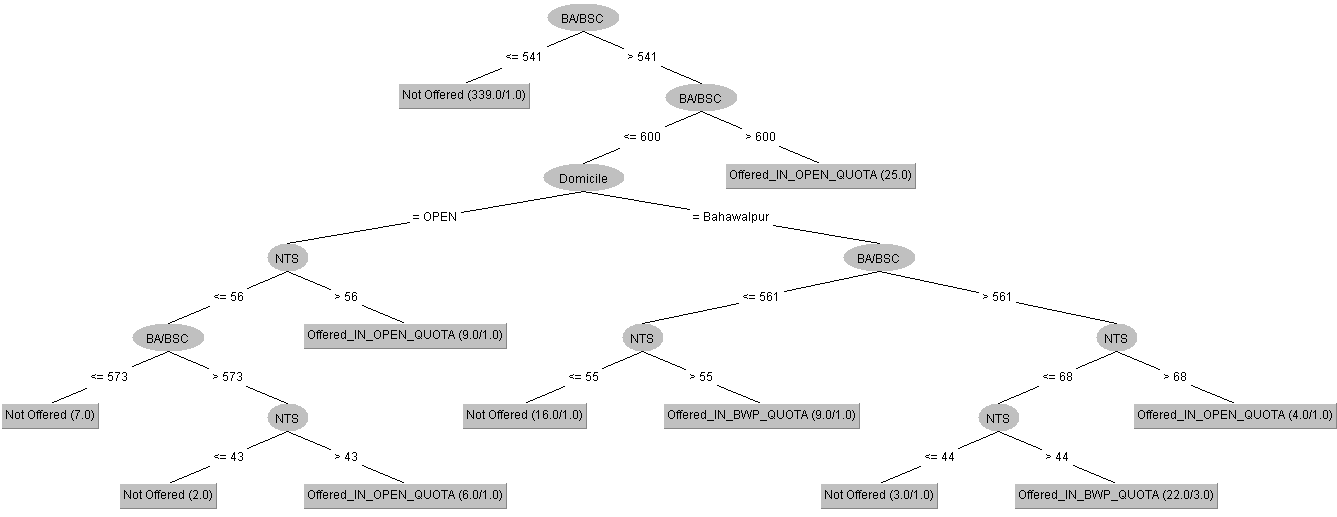 BA/BSC
<= 541 > 541
Not Offered (339.0/1.0) BA/BSC
<= 600 > 600
Domicile Offered_IN_OPEN_QUOTA (25.0)
= OPEN = Bahawalpur
NTS BA/BSC
<= 56 > 56 <= 561 > 561
BA/BSC Offered_IN_OPEN_QUOTA (9.0/1.0) NTS NTS
<= 573 > 573 <= 55 > 55 <= 68 > 68
Not Offered (7.0) NTS Not Offered (16.0/1.0) Offered_IN_BWP_QUOTA (9.0/1.0) NTS Offered_IN_OPEN_QUOTA (4.0/1.0)
<= 43 > 43 <= 44 > 44
Not Offered (2.0) Offered_IN_OPEN_QUOTA (6.0/1.0) Not Offered (3.0/1.0) Offered_IN_BWP_QUOTA (22.0/3.0)